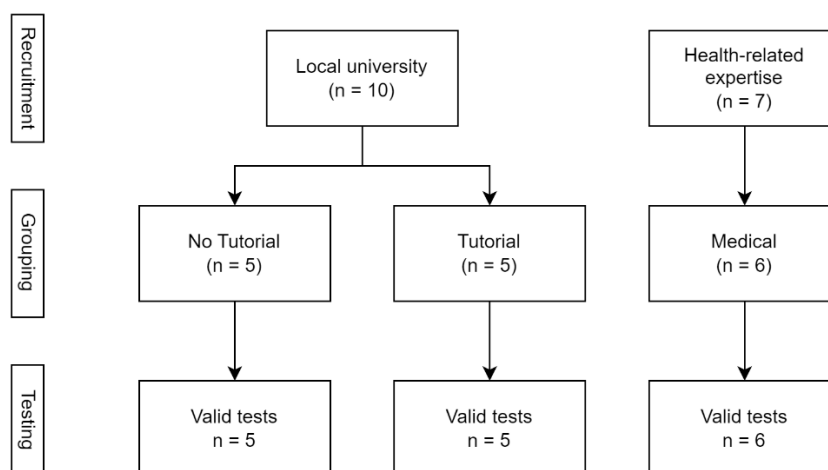 Recruitment
Local university
(n = 10)
Health-related
expertise
(n = 7)
Grouping
No Tutorial
(n = 5)
Tutorial
(n = 5)
Medical
(n = 6)
Testing
Valid tests
n = 5
Valid tests
n = 5
Valid tests
n = 6